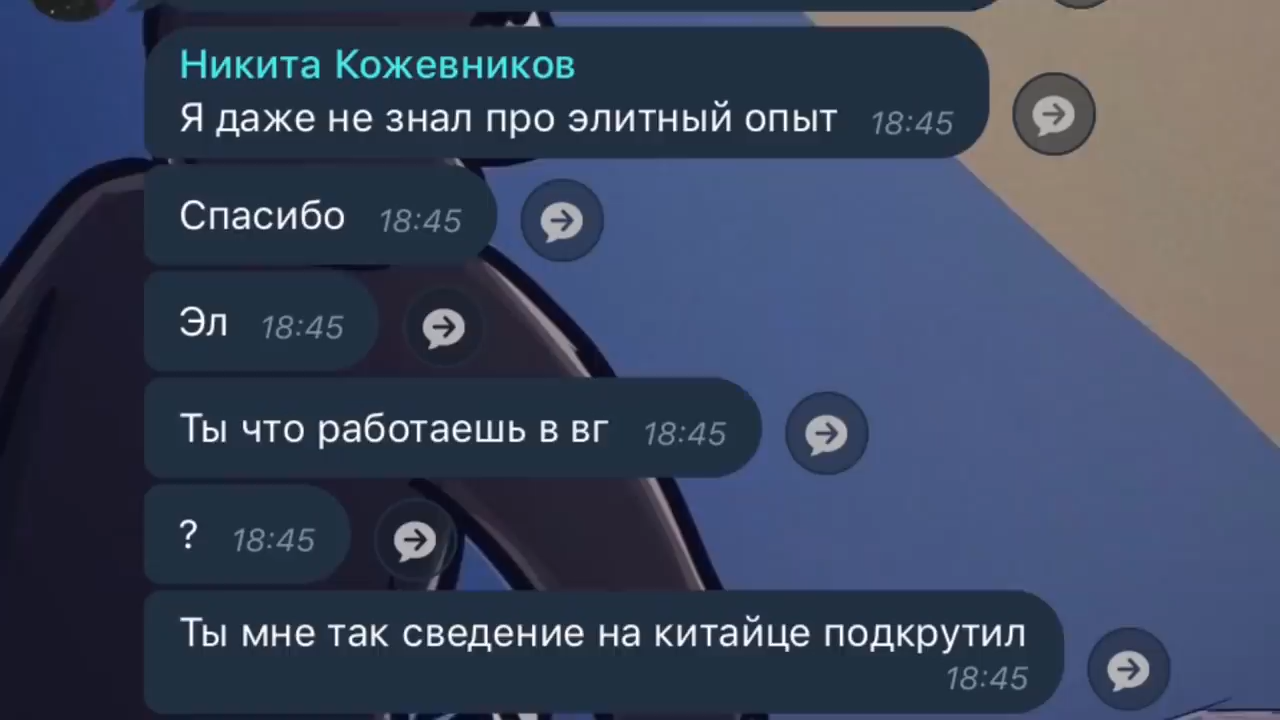 Никита Кожевников
Я даже не знал про элитный опыт 18:45
Спасибо 18:45
Эл 18:45
Ты что работаешь в вг 18:45
? 18:45
Ты мне так сведение на китайце подкрутил
18:45